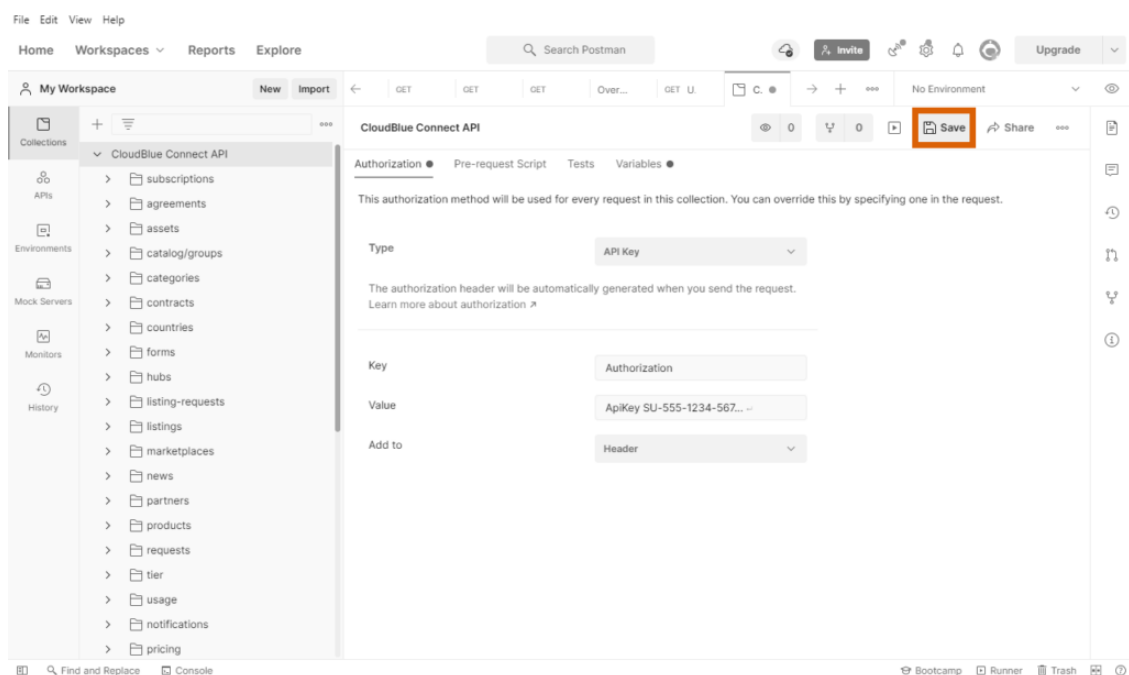 File Edit View Help
Home Workspaces Reports Explore Search Postman Invite Upgrade
My Workspace New Import GET GET GET Over... GET U. C. No Environment
Collections
CloudBlue Connect API 0 0 Save Share
CloudBlue Connect API
Authorization Pre-request Script Tests Variables
subscriptions
APIs
agreements
This authorization method will be used for every request in this collection. You can override this by specifying one in the request.
assets
Environments
catalog/groups
Type API Key
categories
The authorization header will be automatically generated when you send the request.
Learn more about authorization
Mock Servers
contracts
countries
Monitors
forms
hubs
Key Authorization
History
listing-requests
Value ApiKey SU-555-1234-567...
listings
marketplaces
Add to Header
news
partners
products
requests
tier
usage
notifications
pricing
Find and Replace Console Bootcamp Runner Trash